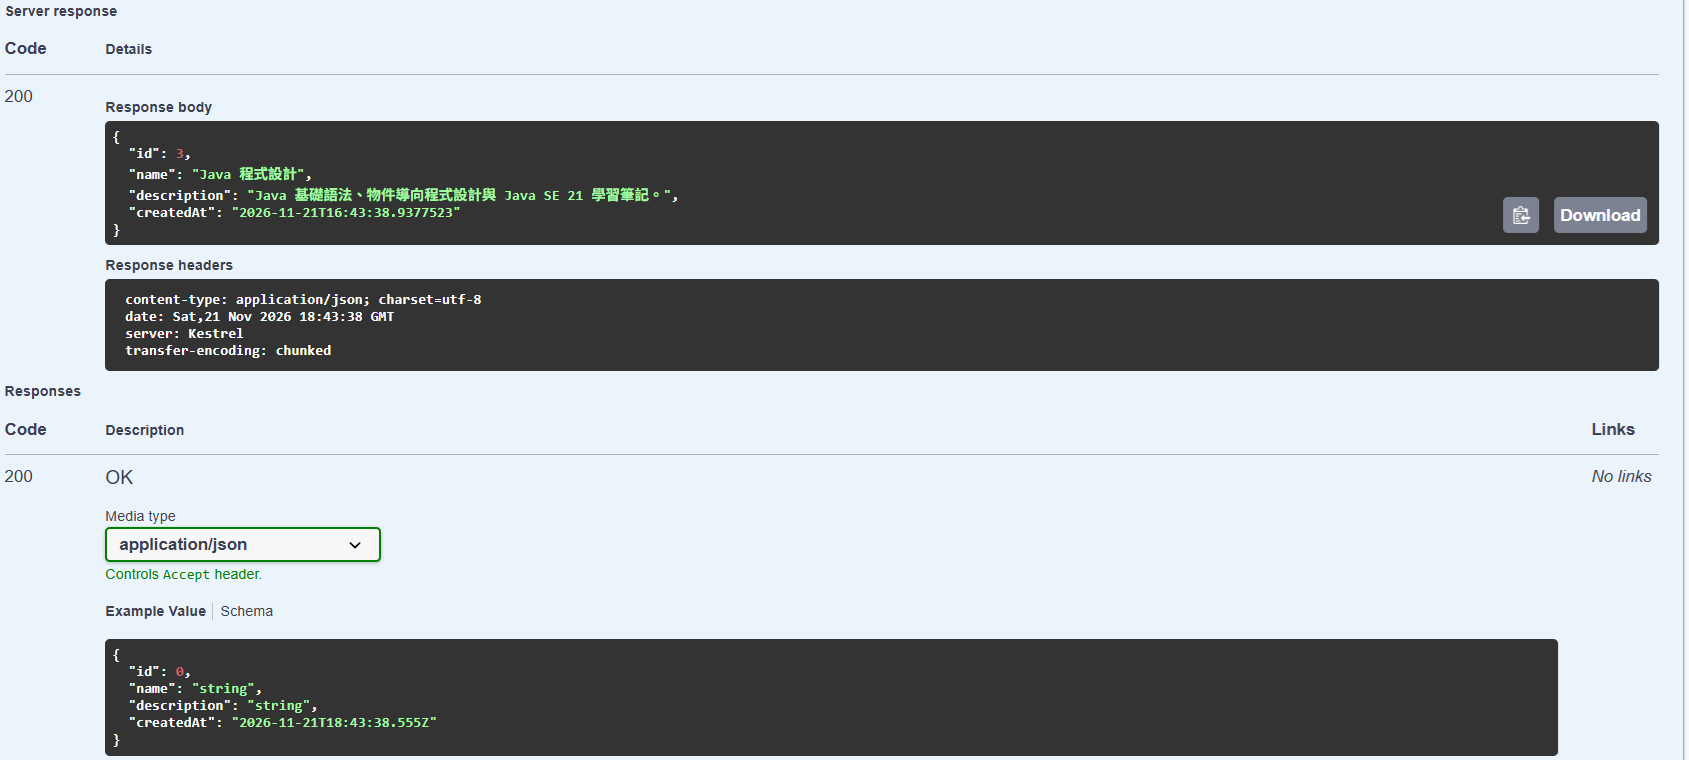 Server response
Code Details
200
Response body
{
  "id": 3,
  "name": "Java 程式設計",
  "description": "Java 基礎語法、物件導向程式設計與 Java SE 21 學習筆記。",
  "createdAt": "2026-11-21T16:43:38.9377523"
}
Download
Response headers
content-type: application/json; charset=utf-8
date: Sat,21 Nov 2026 18:43:38 GMT
server: Kestrel
transfer-encoding: chunked
Responses
Code Description Links
200 OK No links
Media type
application/json
Controls Accept header.
Example Value Schema
{
  "id": 0,
  "name": "string",
  "description": "string",
  "createdAt": "2026-11-21T18:43:38.555Z"
}